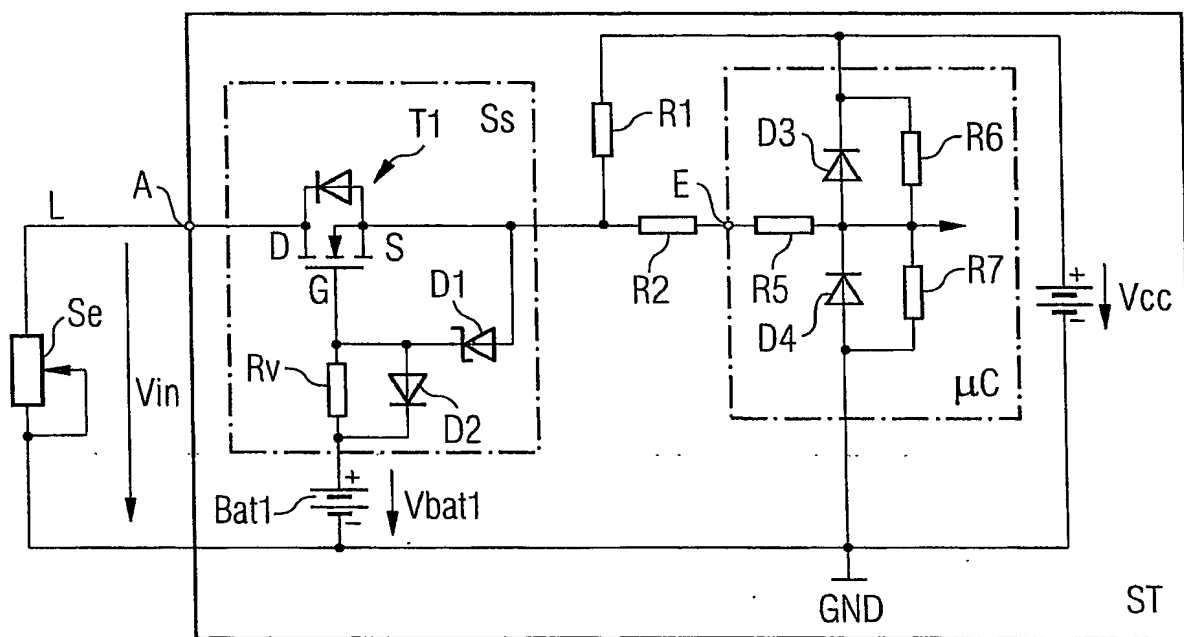 Ss
T1
R1
D3
R6
L
A
E
D
S
G
R2
R5
D1
D4
R7
Se
Vin
Rv
D2
+
-
Vcc
µC
Bat1
+
-
Vbat1
GND
ST